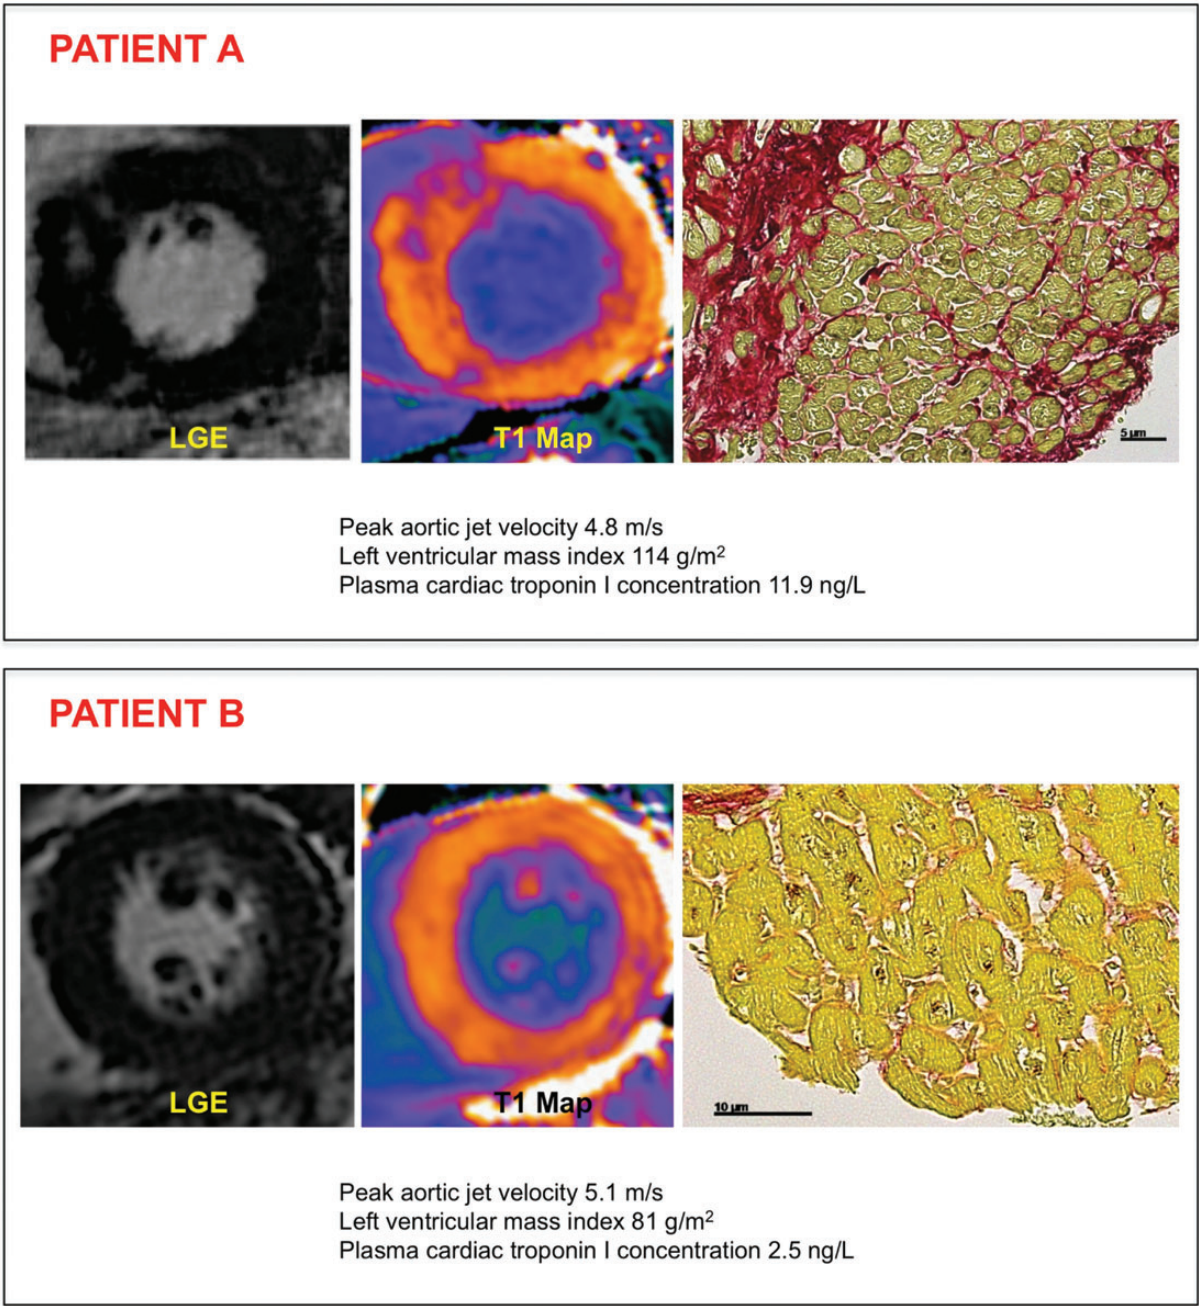 PATIENT A
LGE
T1 Map
5 µm
Peak aortic jet velocity 4.8 m/s
Left ventricular mass index 114 g/m²
Plasma cardiac troponin I concentration 11.9 ng/L
PATIENT B
LGE
T1 Map
10 µm
Peak aortic jet velocity 5.1 m/s
Left ventricular mass index 81 g/m²
Plasma cardiac troponin I concentration 2.5 ng/L